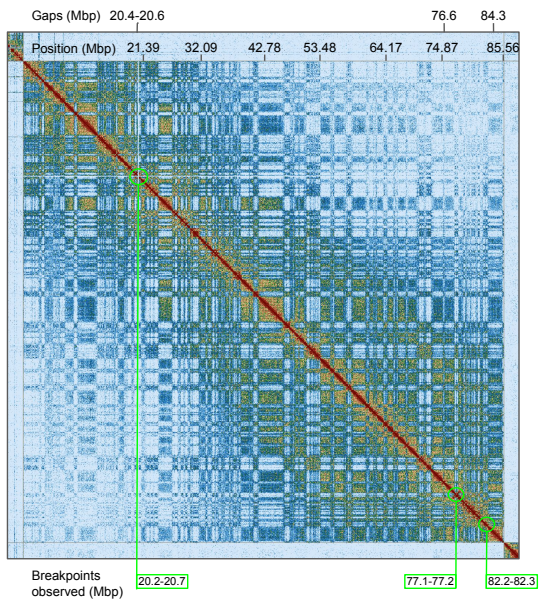 Gaps (Mbp) 20.4-20.6 76.6 84.3
Position (Mbp) 21.39 32.09 42.78 53.48 64.17 74.87 85.56
20.2-20.7 77.1-77.2 82.2-82.3
Breakpoints
observed (Mbp)